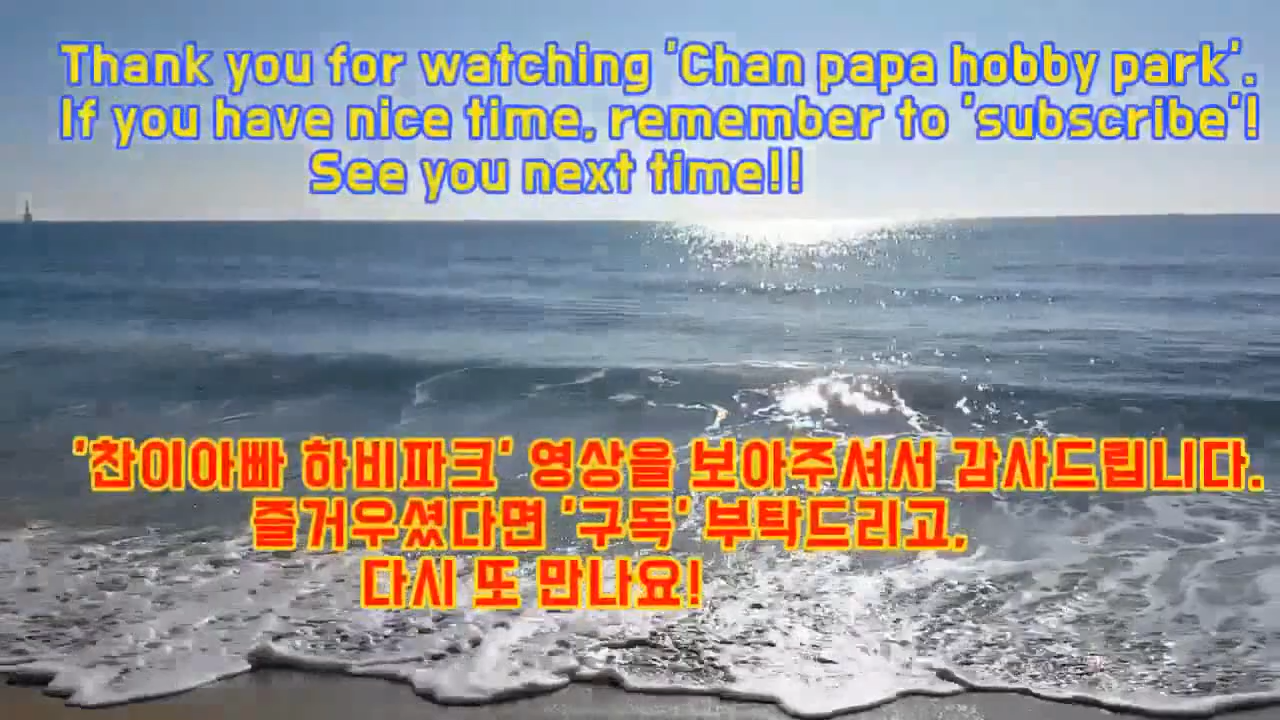 Thank you for watching 'Chan papa hobby park'.
If you have nice time, remember to 'subscribe'!
See you next time!!
'찬이아빠 하비파크' 영상을 보아주셔서 감사드립니다.
즐거우셨다면 '구독' 부탁드리고,
다시 또 만나요!